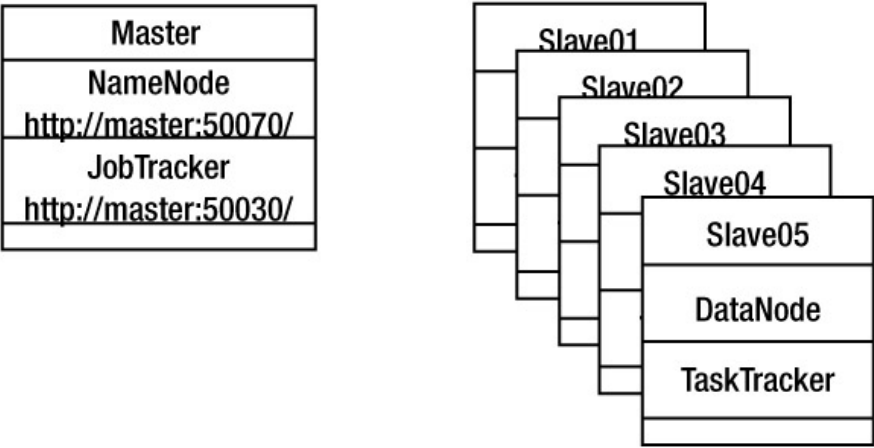 Master
NameNode
http://master:50070/
JobTracker
http://master:50030/
Slave01
Slave02
Slave03
Slave04
Slave05
DataNode
TaskTracker